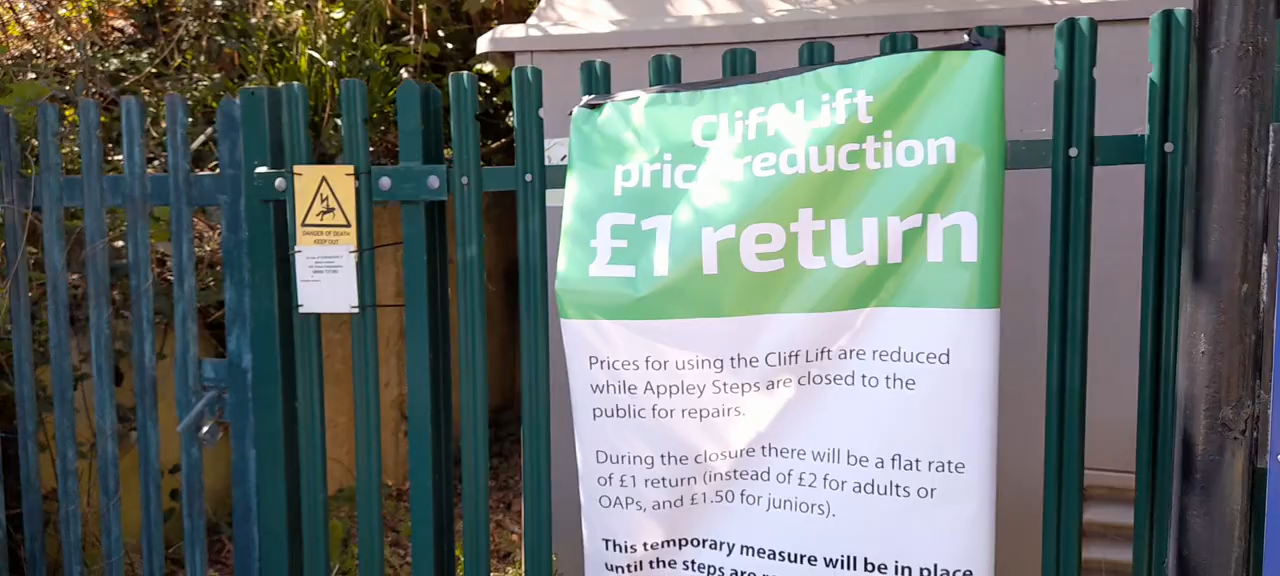 DANGER OF DEATH
KEEP OUT
Cliff Lift
price reduction
£1 return
Prices for using the Cliff Lift are reduced
while Appley Steps are closed to the
public for repairs.
During the closure there will be a flat rate
of £1 return (instead of £2 for adults or
OAPs, and £1.50 for juniors).
This temporary measure will be in place
until the steps are